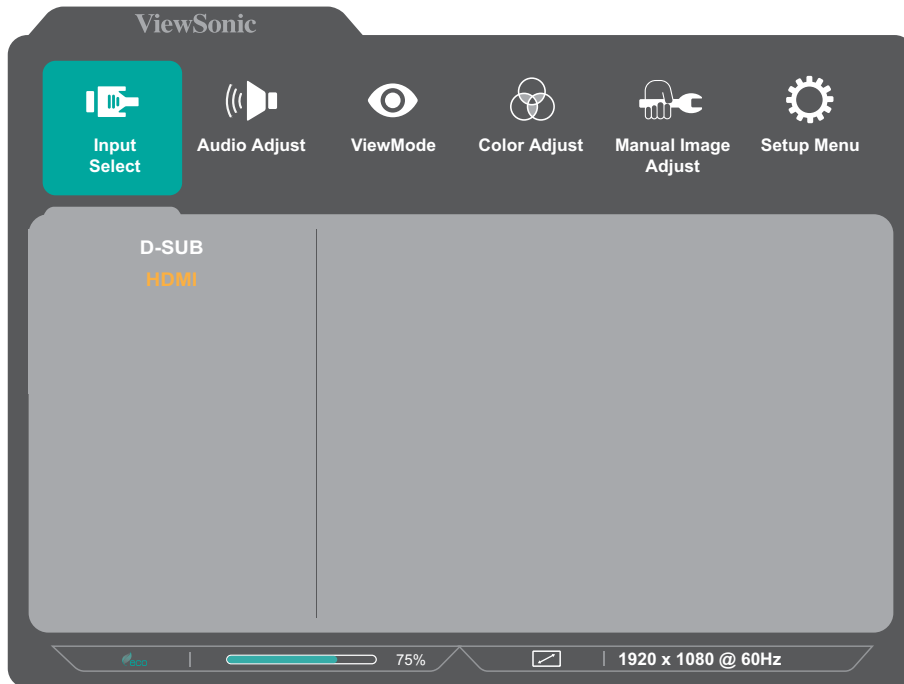 ViewSonic
Input
Select
Audio Adjust
ViewMode
Color Adjust
Manual Image
Adjust
Setup Menu
D-SUB
HDMI
eco
75%
1920 x 1080 @ 60Hz